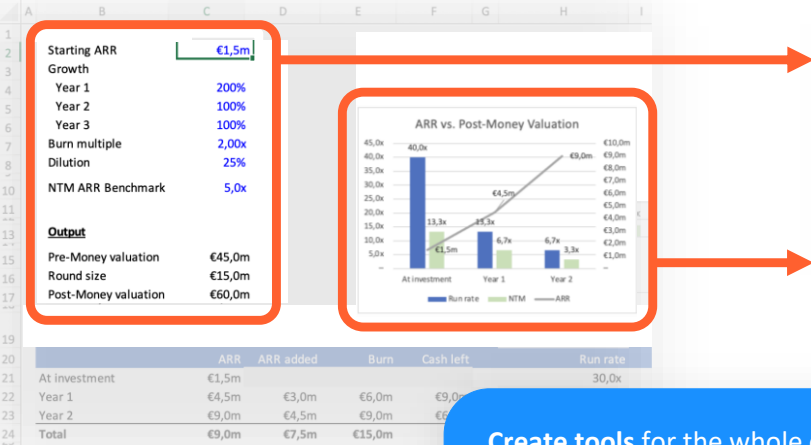 A B C D E F G H I
1
2 Starting ARR €1,5m
3 Growth
4 Year 1 200%
5 Year 2 100%
6 Year 3 100%
7 Burn multiple 2,00x
8 Dilution 25%
10 NTM ARR Benchmark 5,0x
11
13 Output
15 Pre-Money valuation €45,0m
16 Round size €15,0m
17 Post-Money valuation €60,0m
ARR vs. Post-Money Valuation
45,0x 40,0x €10,0m
40,0x €9,0m €9,0m
35,0x €8,0m
30,0x €7,0m
25,0x €4,5m €6,0m
20,0x €5,0m
15,0x 13,3x 13,3x €4,0m
10,0x €1,5m 6,7x 6,7x €3,0m
5,0x 3,3x €2,0m
– €1,0m
–
At investment Year 1 Year 2
Run rate NTM ARR
19
20 ARR ARR added Burn Cash left Run rate
21 At investment €1,5m 30,0x
22 Year 1 €4,5m €3,0m €6,0m €9,0
23 Year 2 €9,0m €4,5m €9,0m €6
24 Total €9,0m €7,5m €15,0m
Create tools for the whole